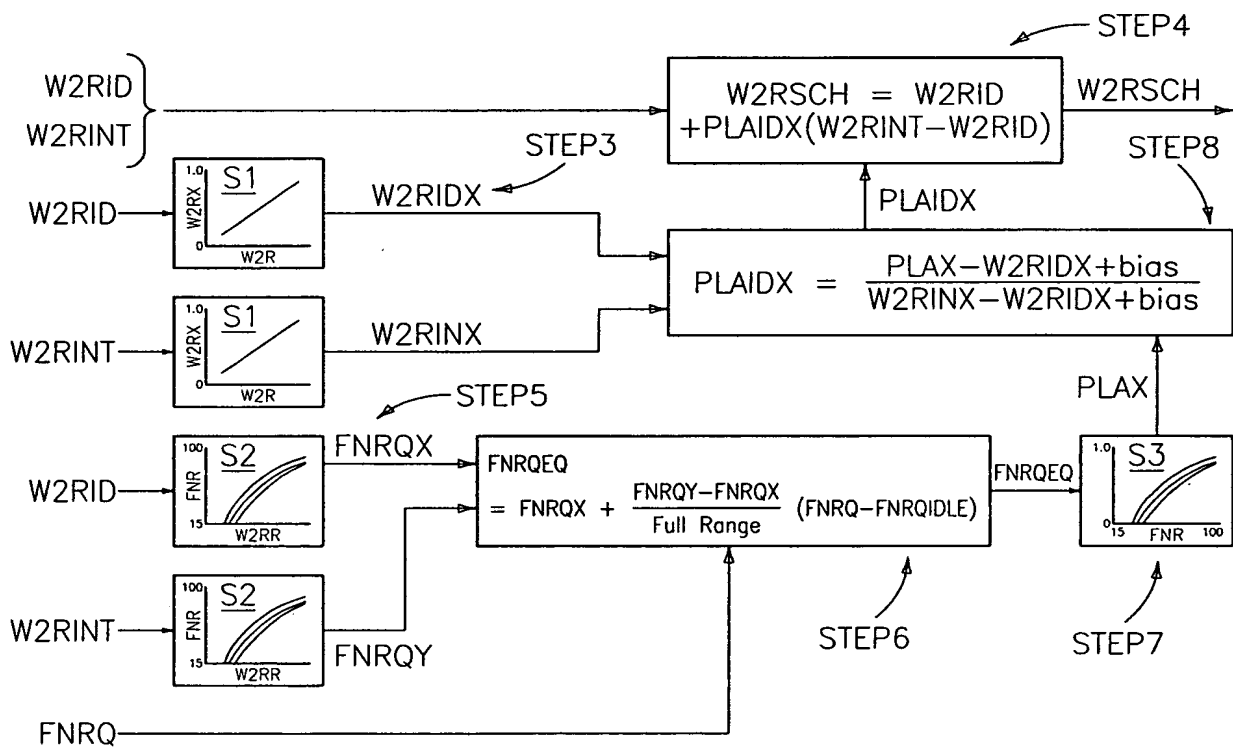 STEP4
W2RID
W2RINT
W2RSCH = W2RID
+PLAIDX(W2RINT-W2RID)
W2RSCH
STEP3
STEP8
W2RID
1.0
S1
W2RX
0
W2R
W2RIDX
PLAIDX
PLAIDX = PLAX-W2RIDX+bias
W2RINX-W2RIDX+bias
W2RINT
1.0
S1
W2RX
0
W2R
W2RINX
PLAX
STEP5
W2RID
100
S2
FNR
15
W2RR
FNRQX
FNRQEQ
= FNRQX + FNRQY-FNRQX (FNRQ-FNRQIDLE)
Full Range
FNRQEQ
1.0
S3
0
15 FNR 100
W2RINT
100
S2
FNR
15
W2RR
FNRQY
STEP6
STEP7
FNRQ